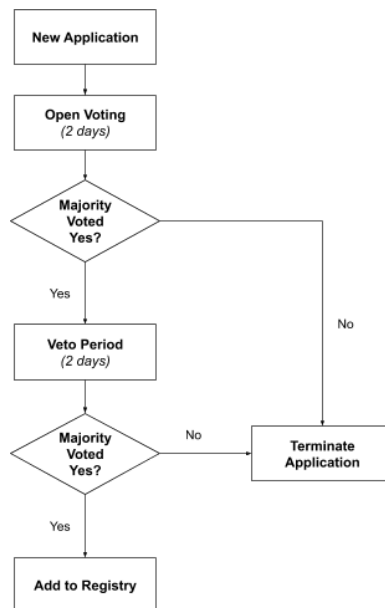 New Application
Open Voting
(2 days)
Majority
Voted
Yes?
Yes
No
Veto Period
(2 days)
Majority
Voted
Yes?
No
Terminate
Application
Yes
Add to Registry